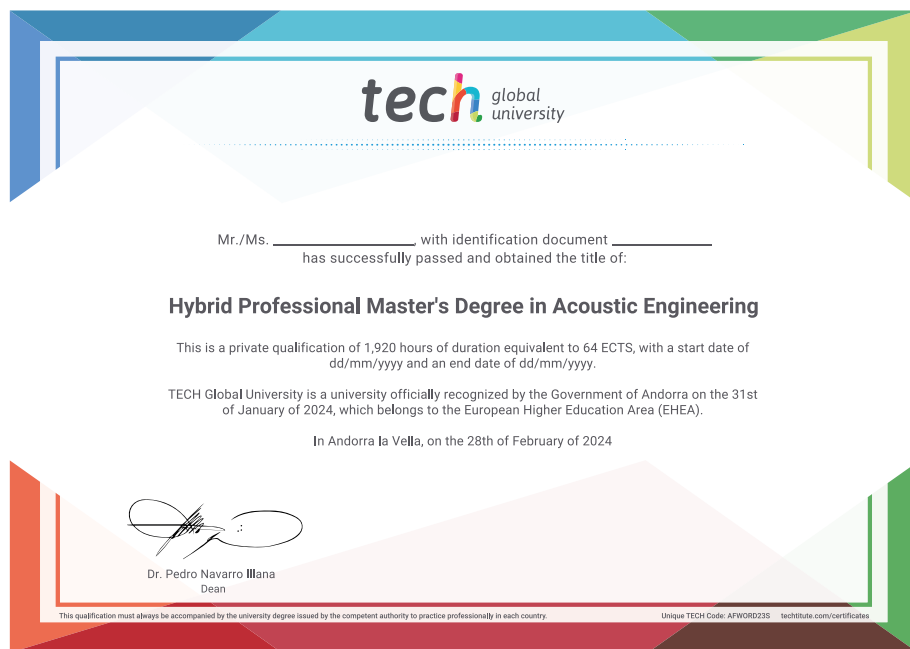 tech global university
Mr./Ms. ____________________, with identification document ______________
has successfully passed and obtained the title of:
Hybrid Professional Master's Degree in Acoustic Engineering
This is a private qualification of 1,920 hours of duration equivalent to 64 ECTS, with a start date of
dd/mm/yyyy and an end date of dd/mm/yyyy.
TECH Global University is a university officially recognized by the Government of Andorra on the 31st
of January of 2024, which belongs to the European Higher Education Area (EHEA).
In Andorra la Vella, on the 28th of February of 2024
Dr. Pedro Navarro Illana
Dean
This qualification must always be accompanied by the university degree issued by the competent authority to practice professionally in each country.
Unique TECH Code: AFWORD23S techtitute.com/certificates